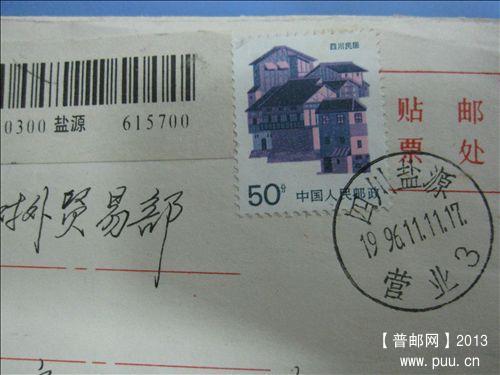 四川民居
0300 盐源 615700
50分 中国人民邮政
贴 邮
票 处
对外贸易部
四川盐源
1996.11.11.17
营业 3
【普邮网】2013
www.puu.cn